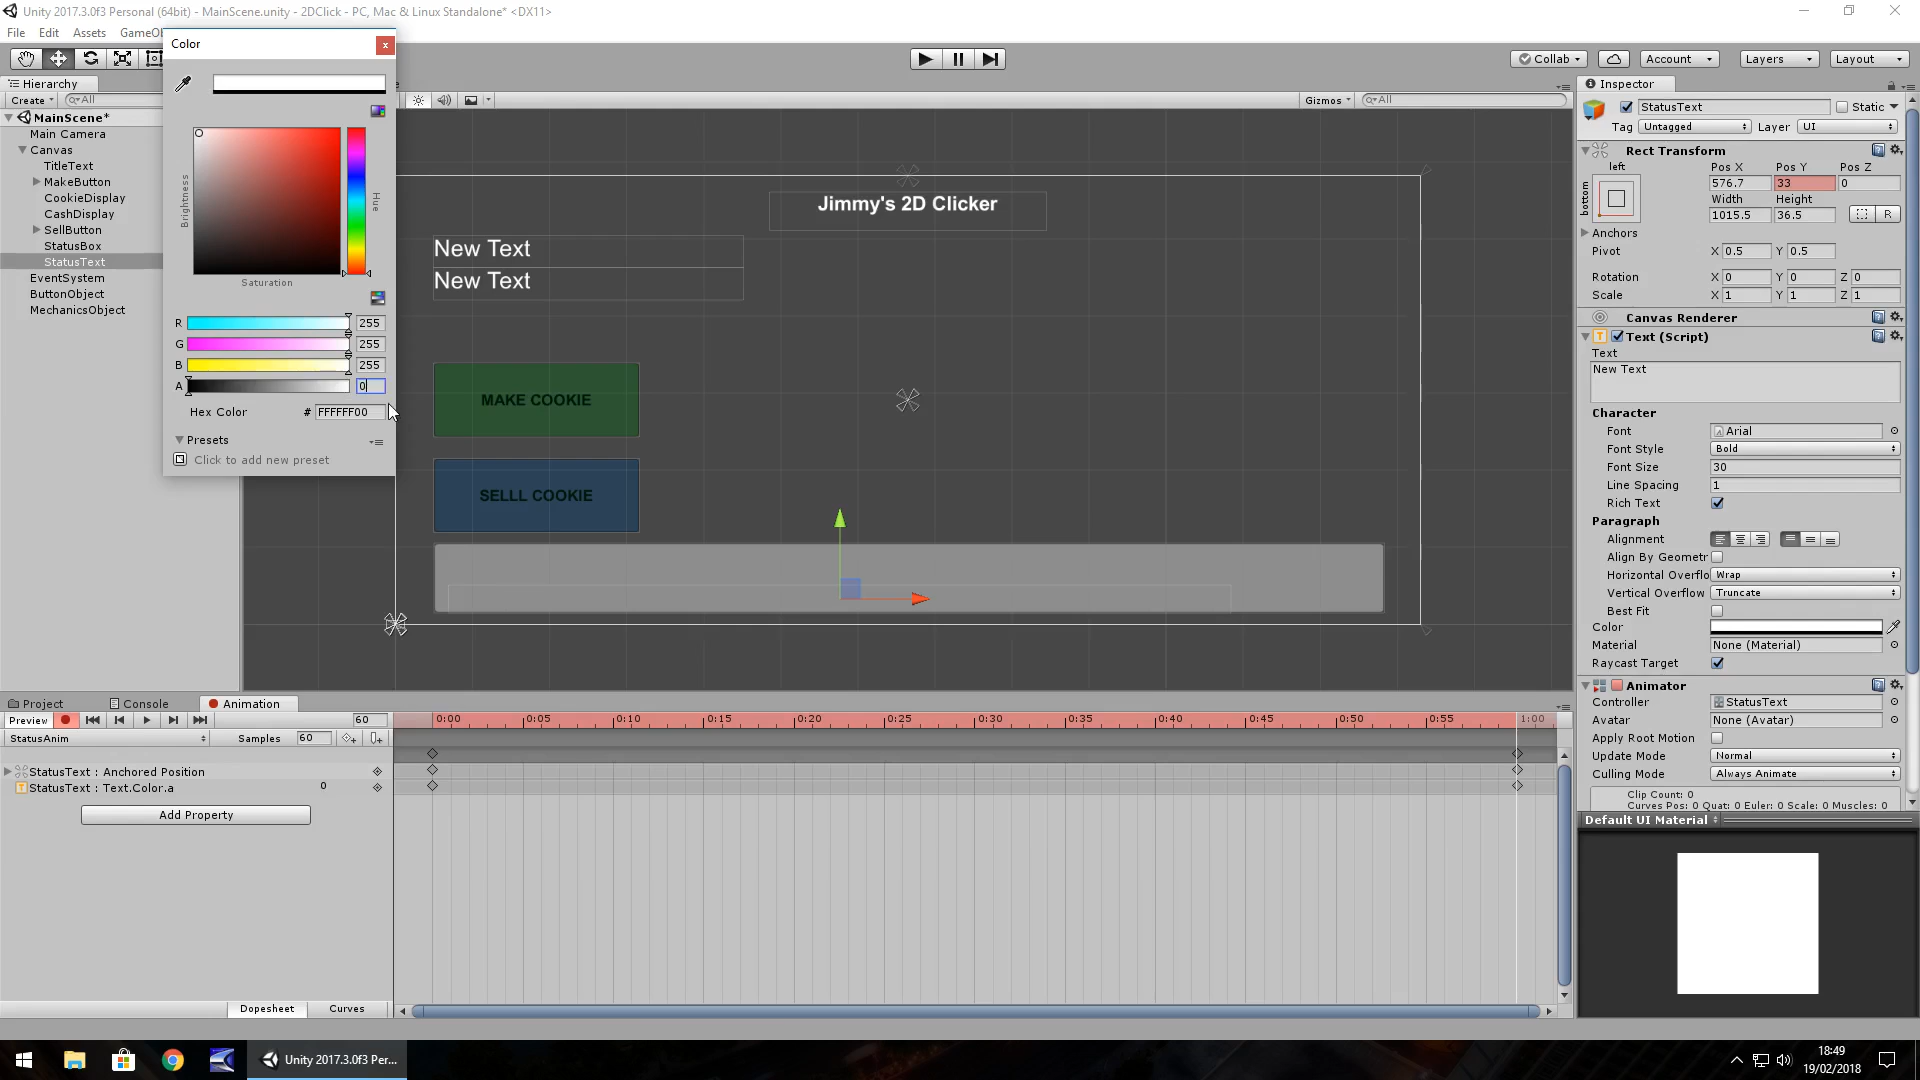 Unity 2017.3.0f3 Personal (64bit) - MainScene.unity - 2DClick - PC, Mac & Linux Standalone* <DX11>
File Edit Assets GameOb
Color
Collab Account Layers Layout
Hierarchy
Create All
Gizmos All
Inspector
MainScene*
Main Camera
Canvas
TitleText
MakeButton
CookieDisplay
CashDisplay
SellButton
StatusBox
StatusText
EventSystem
ButtonObject
MechanicsObject
Brightness
Hue
Saturation
R 255
G 255
B 255
A 0
Hex Color # FFFFFF00
Presets
Click to add new preset
Jimmy's 2D Clicker
New Text
New Text
MAKE COOKIE
SELLL COOKIE
StatusText Static
Tag Untagged Layer UI
Rect Transform
left Pos X Pos Y Pos Z
bottom 576.7 33 0
Width Height
1015.5 36.5 R
Anchors
Pivot X 0.5 Y 0.5
Rotation X 0 Y 0 Z 0
Scale X 1 Y 1 Z 1
Canvas Renderer
Text (Script)
Text
New Text
Character
Font Arial
Font Style Bold
Font Size 30
Line Spacing 1
Rich Text
Paragraph
Alignment
Align By Geometr
Horizontal Overflo Wrap
Vertical Overflow Truncate
Best Fit
Color
Material None (Material)
Raycast Target
Animator
Controller StatusText
Avatar None (Avatar)
Apply Root Motion
Update Mode Normal
Culling Mode Always Animate
Clip Count: 0
Curves Pos: 0 Quat: 0 Euler: 0 Scale: 0 Muscles: 0
Default UI Material
Project Console Animation
Preview 60 0:00 0:05 0:10 0:15 0:20 0:25 0:30 0:35 0:40 0:45 0:50 0:55 1:00
StatusAnim Samples 60
StatusText : Anchored Position
StatusText : Text.Color.a 0
Add Property
Dopesheet Curves
Unity 2017.3.0f3 Per...
18:49
19/02/2018